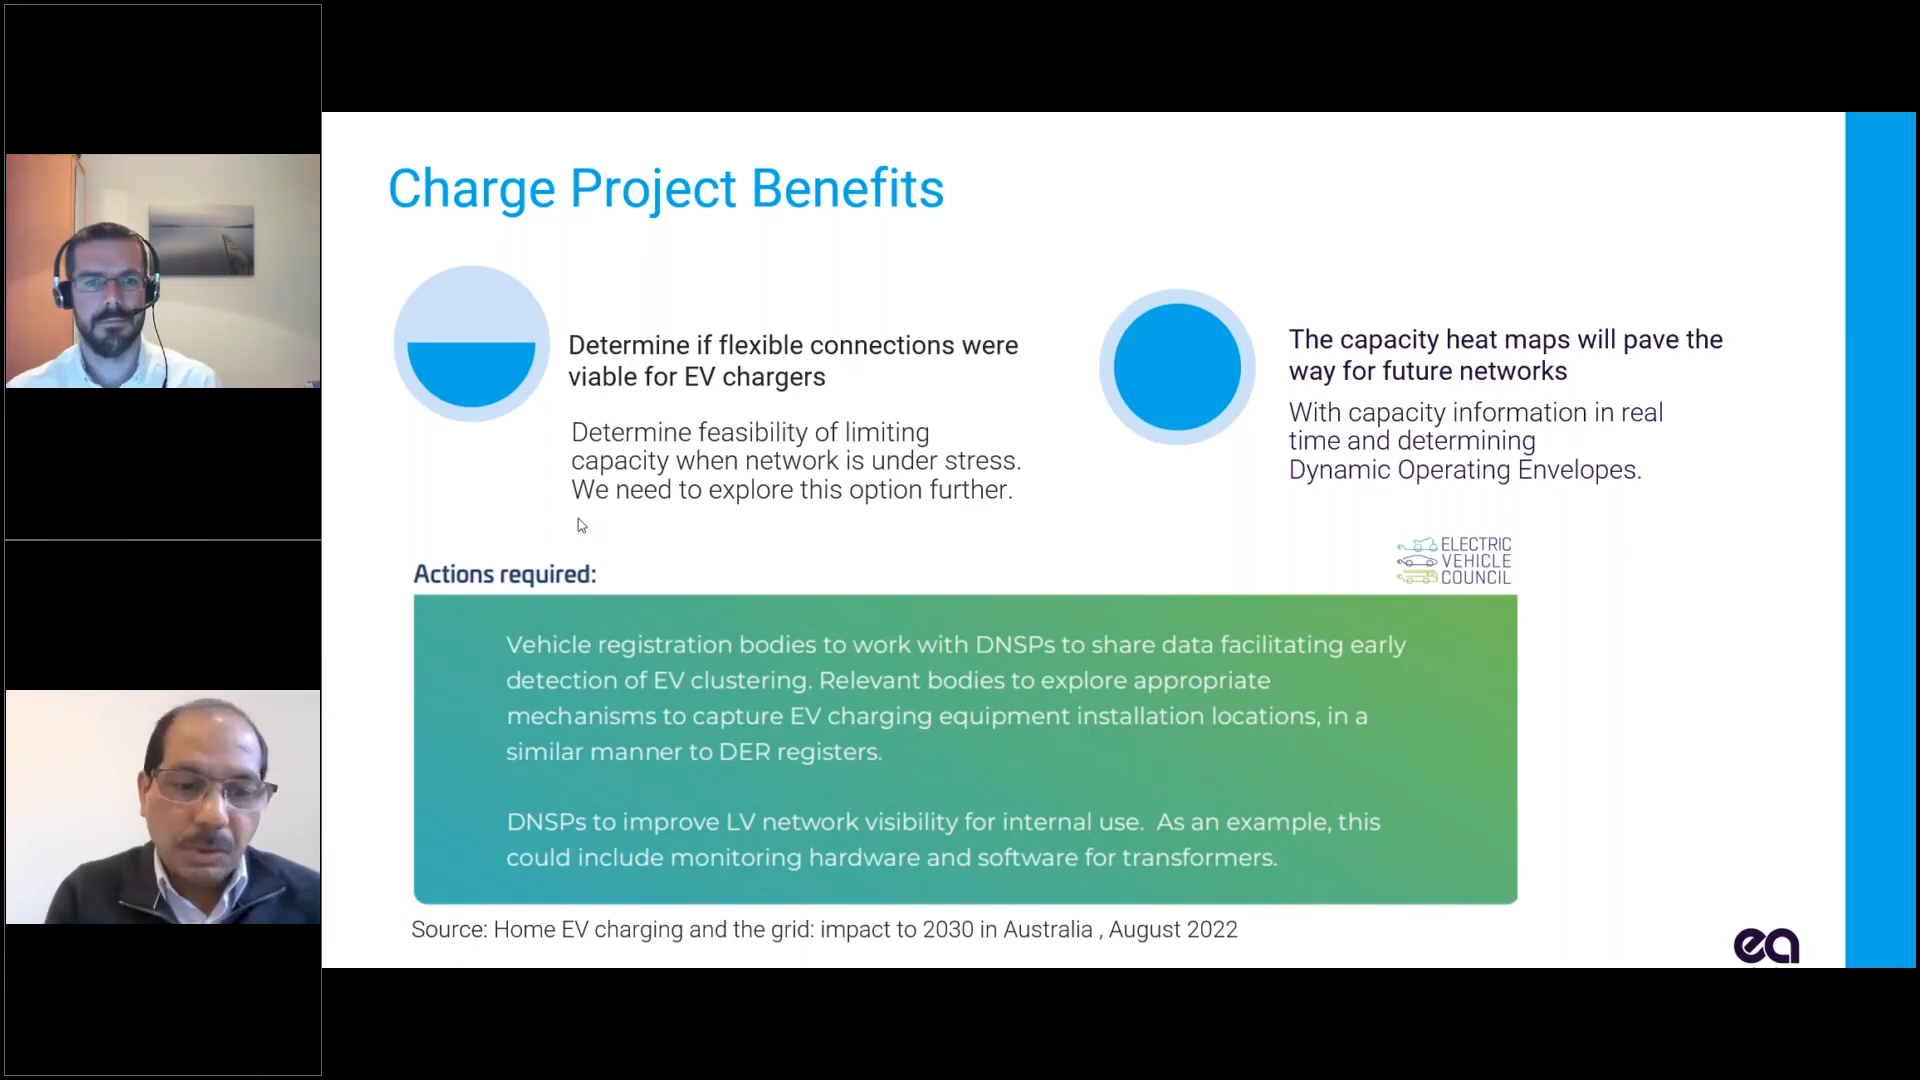 Charge Project Benefits
Determine if flexible connections were
viable for EV chargers
Determine feasibility of limiting
capacity when network is under stress.
We need to explore this option further.
The capacity heat maps will pave the
way for future networks
With capacity information in real
time and determining
Dynamic Operating Envelopes.
ELECTRIC
VEHICLE
COUNCIL
Actions required:
Vehicle registration bodies to work with DNSPs to share data facilitating early
detection of EV clustering. Relevant bodies to explore appropriate
mechanisms to capture EV charging equipment installation locations, in a
similar manner to DER registers.
DNSPs to improve LV network visibility for internal use. As an example, this
could include monitoring hardware and software for transformers.
Source: Home EV charging and the grid: impact to 2030 in Australia , August 2022
ea